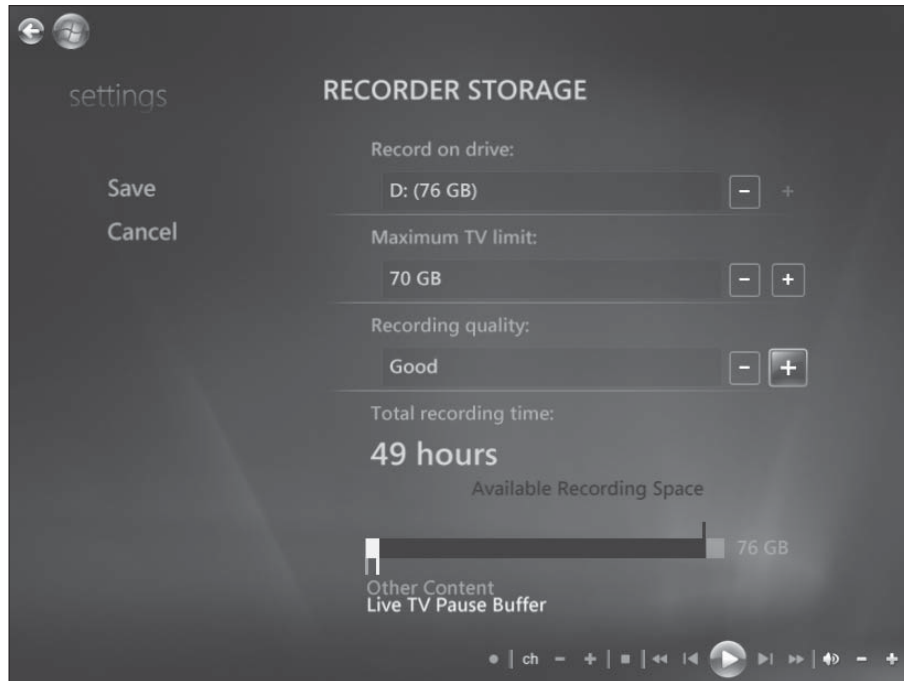 settings
RECORDER STORAGE
Record on drive:
Save
D: (76 GB)
- +
Cancel
Maximum TV limit:
70 GB
- +
Recording quality:
Good
- +
Total recording time:
49 hours
Available Recording Space
76 GB
Other Content
Live TV Pause Buffer
ch - +
- +